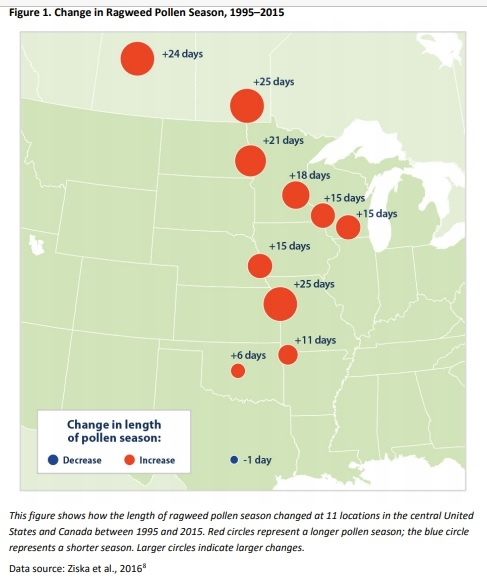 Figure 1. Change in Ragweed Pollen Season, 1995–2015
+24 days
+25 days
+21 days
+18 days
+15 days
+15 days
+15 days
+25 days
+11 days
+6 days
Change in length
of pollen season:
Decrease
Increase
-1 day
This figure shows how the length of ragweed pollen season changed at 11 locations in the central United
States and Canada between 1995 and 2015. Red circles represent a longer pollen season; the blue circle
represents a shorter season. Larger circles indicate larger changes.
Data source: Ziska et al., 2016⁸